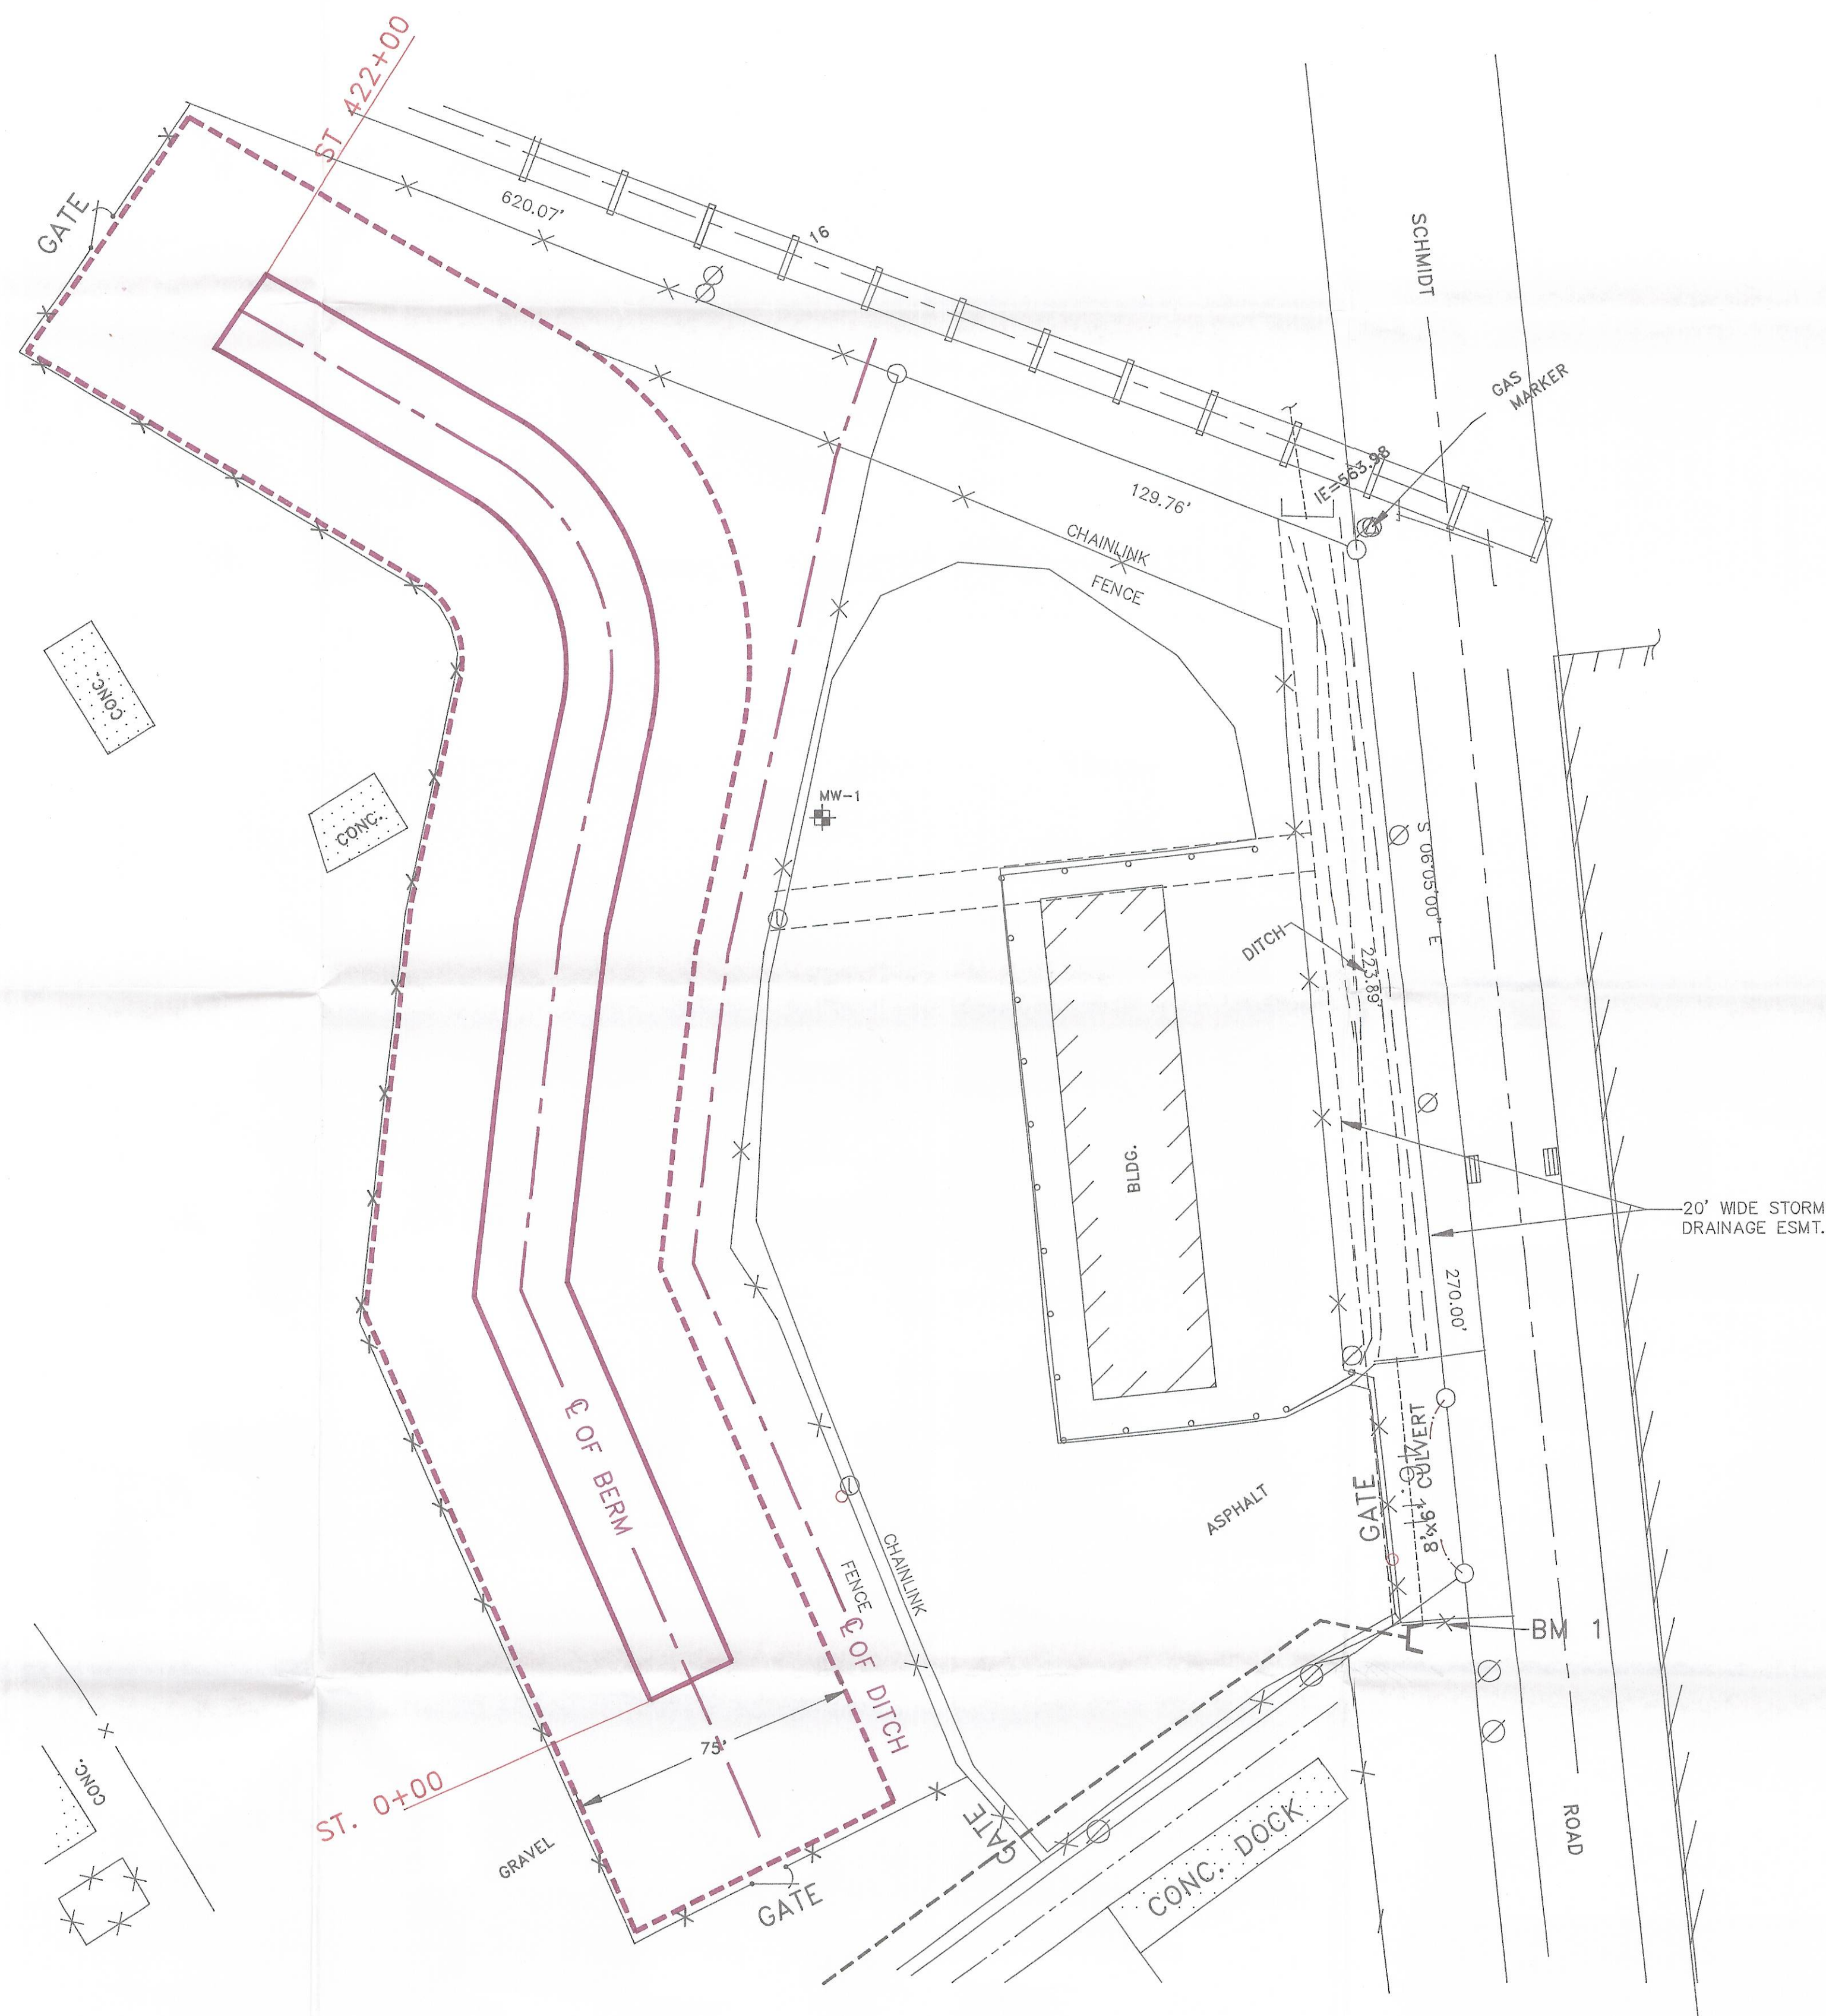 ST 422+00
GATE
620.07'
16
SCHMIDT
GAS
MARKER
IE=563.98
129.76'
CHAINLINK
FENCE
CONC.
CONC.
MW-1
S 06°05'00" E
DITCH
223.89'
BLDG.
20' WIDE STORM
DRAINAGE ESMT.
270.00'
℄ OF BERM
8'x6' CULVERT
GATE
ASPHALT
CHAINLINK
FENCE
℄ OF DITCH
BM 1
75'
CONC.
ST. 0+00
GRAVEL
GATE
GATE
CONC. DOCK
ROAD